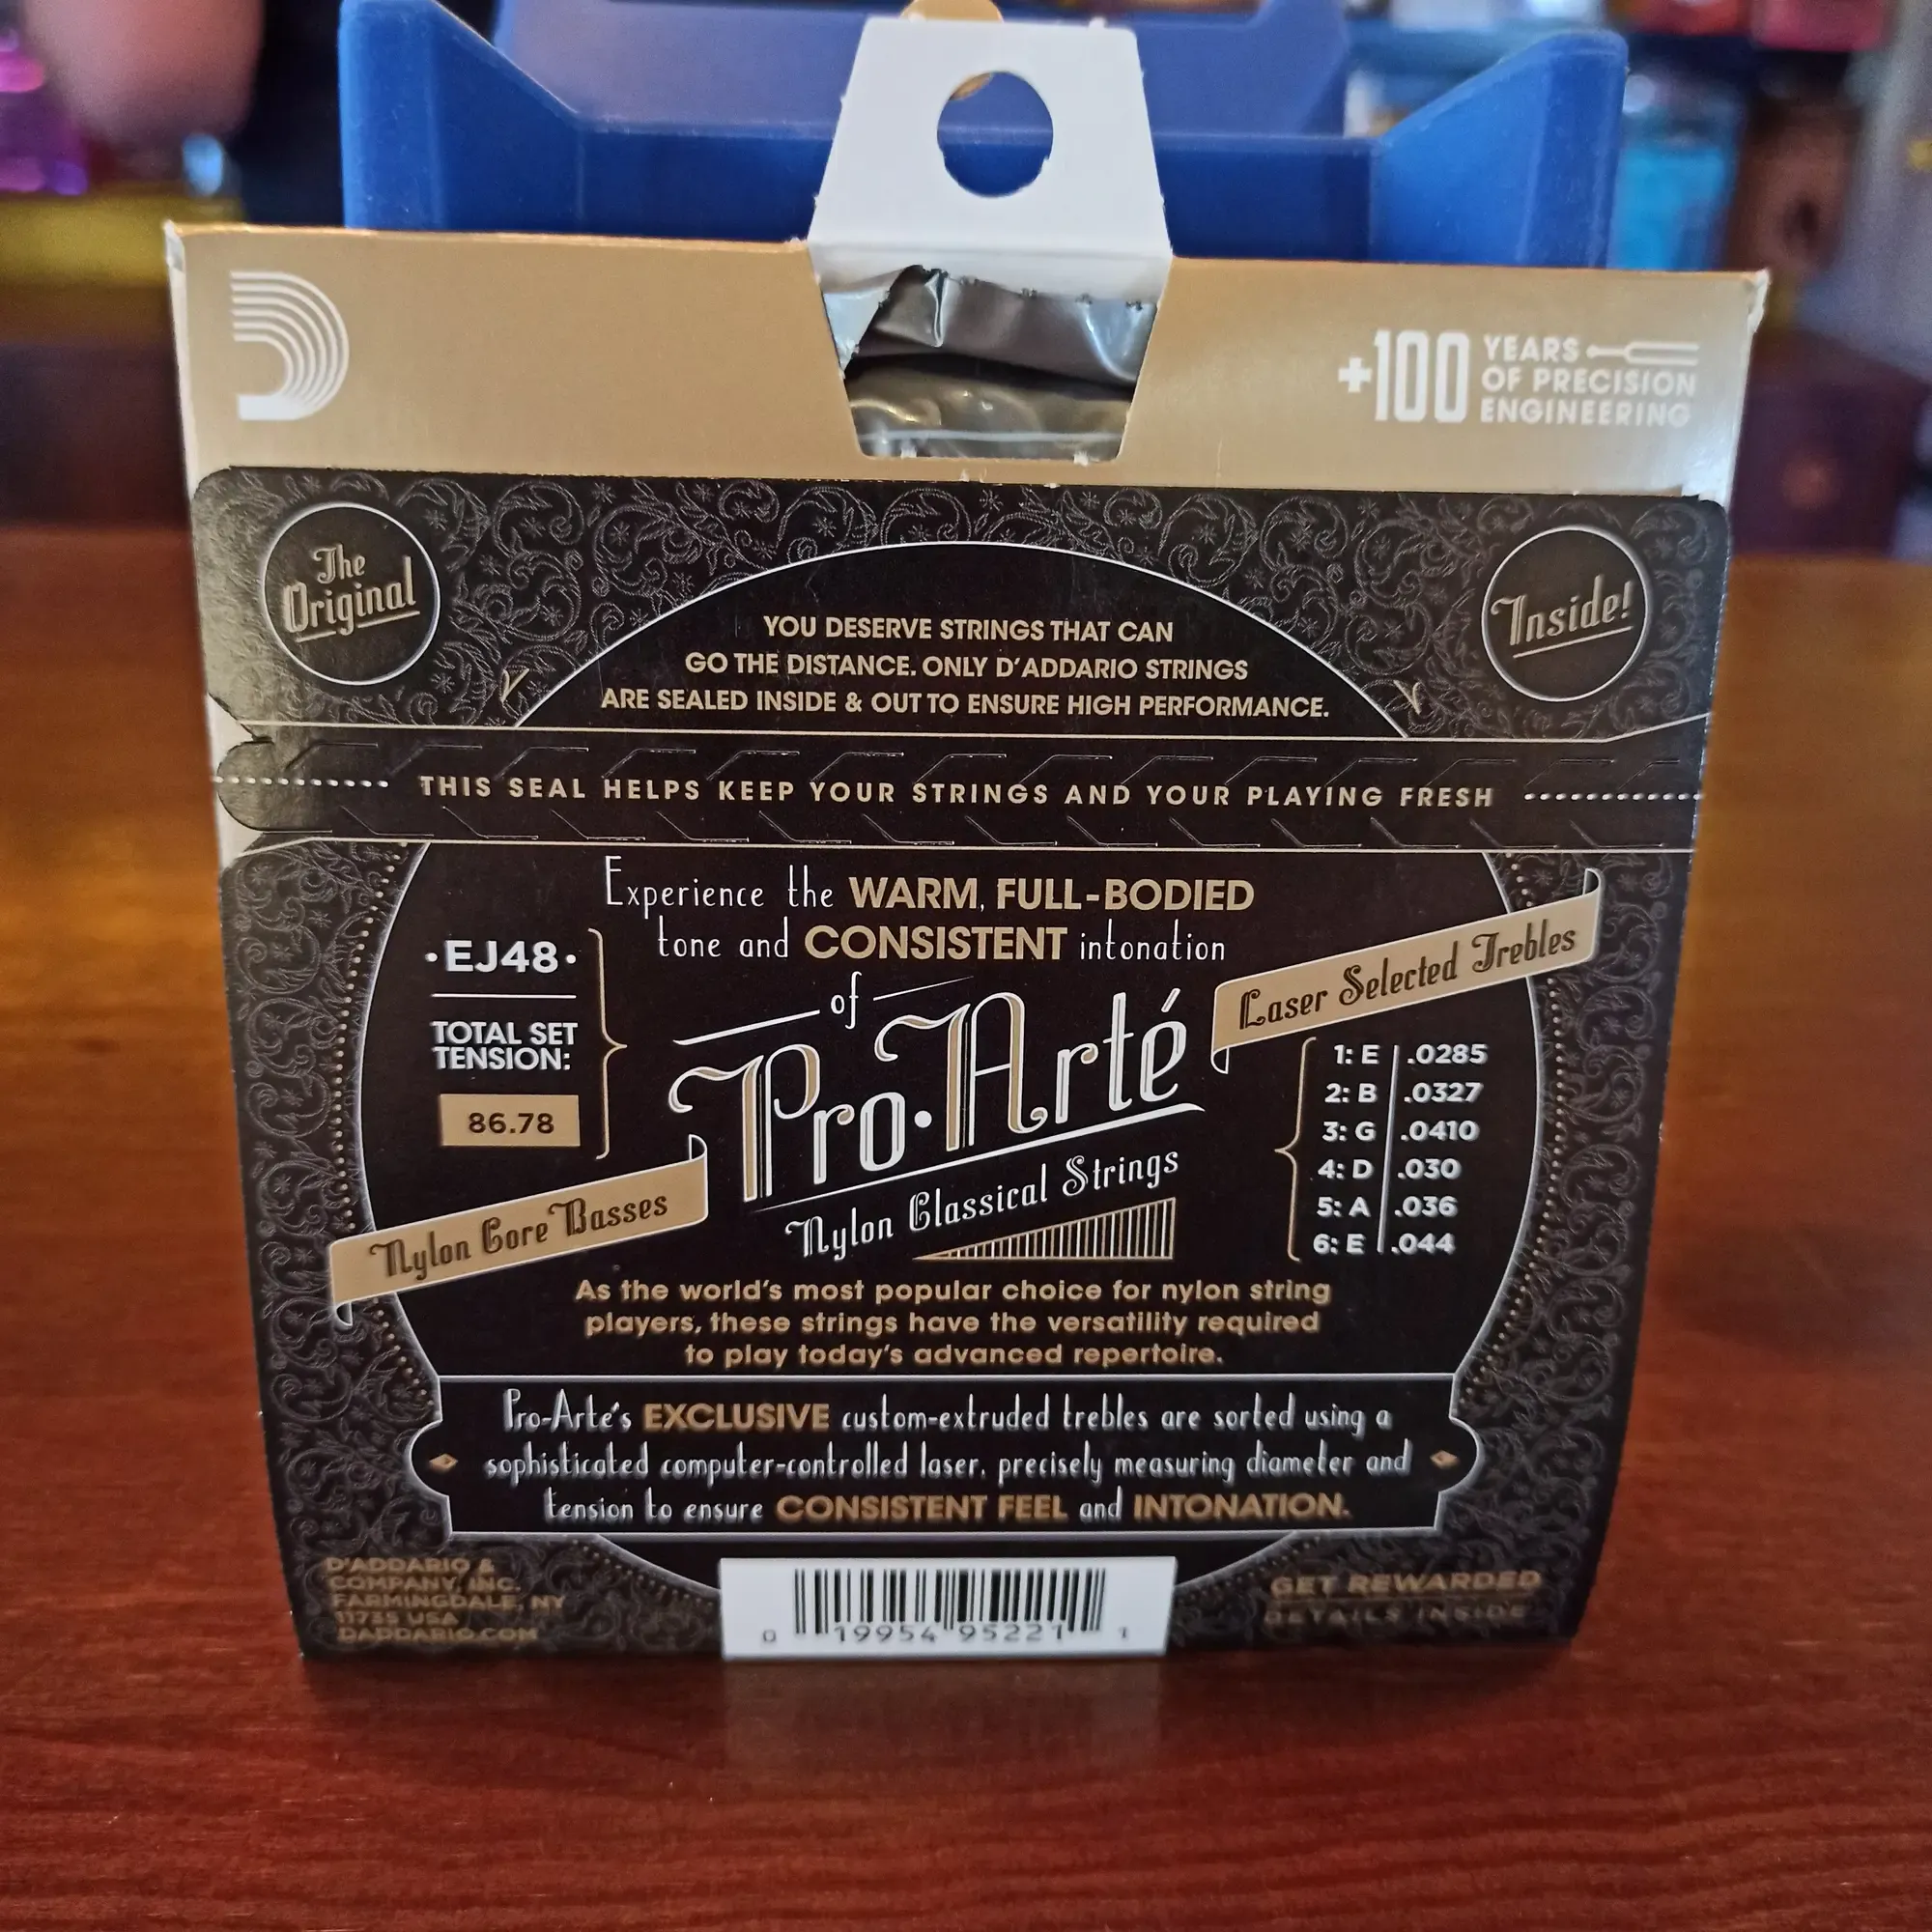 +100 YEARS
OF PRECISION
ENGINEERING
The
Original
Inside!
YOU DESERVE STRINGS THAT CAN
GO THE DISTANCE. ONLY D'ADDARIO STRINGS
ARE SEALED INSIDE & OUT TO ENSURE HIGH PERFORMANCE.
THIS SEAL HELPS KEEP YOUR STRINGS AND YOUR PLAYING FRESH
Experience the WARM, FULL-BODIED
tone and CONSISTENT intonation
of
Pro·Arté
Nylon Classical Strings
·EJ48·
TOTAL SET
TENSION:
86.78
Nylon Core Basses
Laser Selected Trebles
1: E .0285
2: B .0327
3: G .0410
4: D .030
5: A .036
6: E .044
As the world's most popular choice for nylon string
players, these strings have the versatility required
to play today's advanced repertoire.
Pro-Arté's EXCLUSIVE custom-extruded trebles are sorted using a
sophisticated computer-controlled laser, precisely measuring diameter and
tension to ensure CONSISTENT FEEL and INTONATION.
D'ADDARIO &
COMPANY, INC.
FARMINGDALE, NY
11735 USA
DADDARIO.COM
0 19954 95221 1
GET REWARDED
DETAILS INSIDE